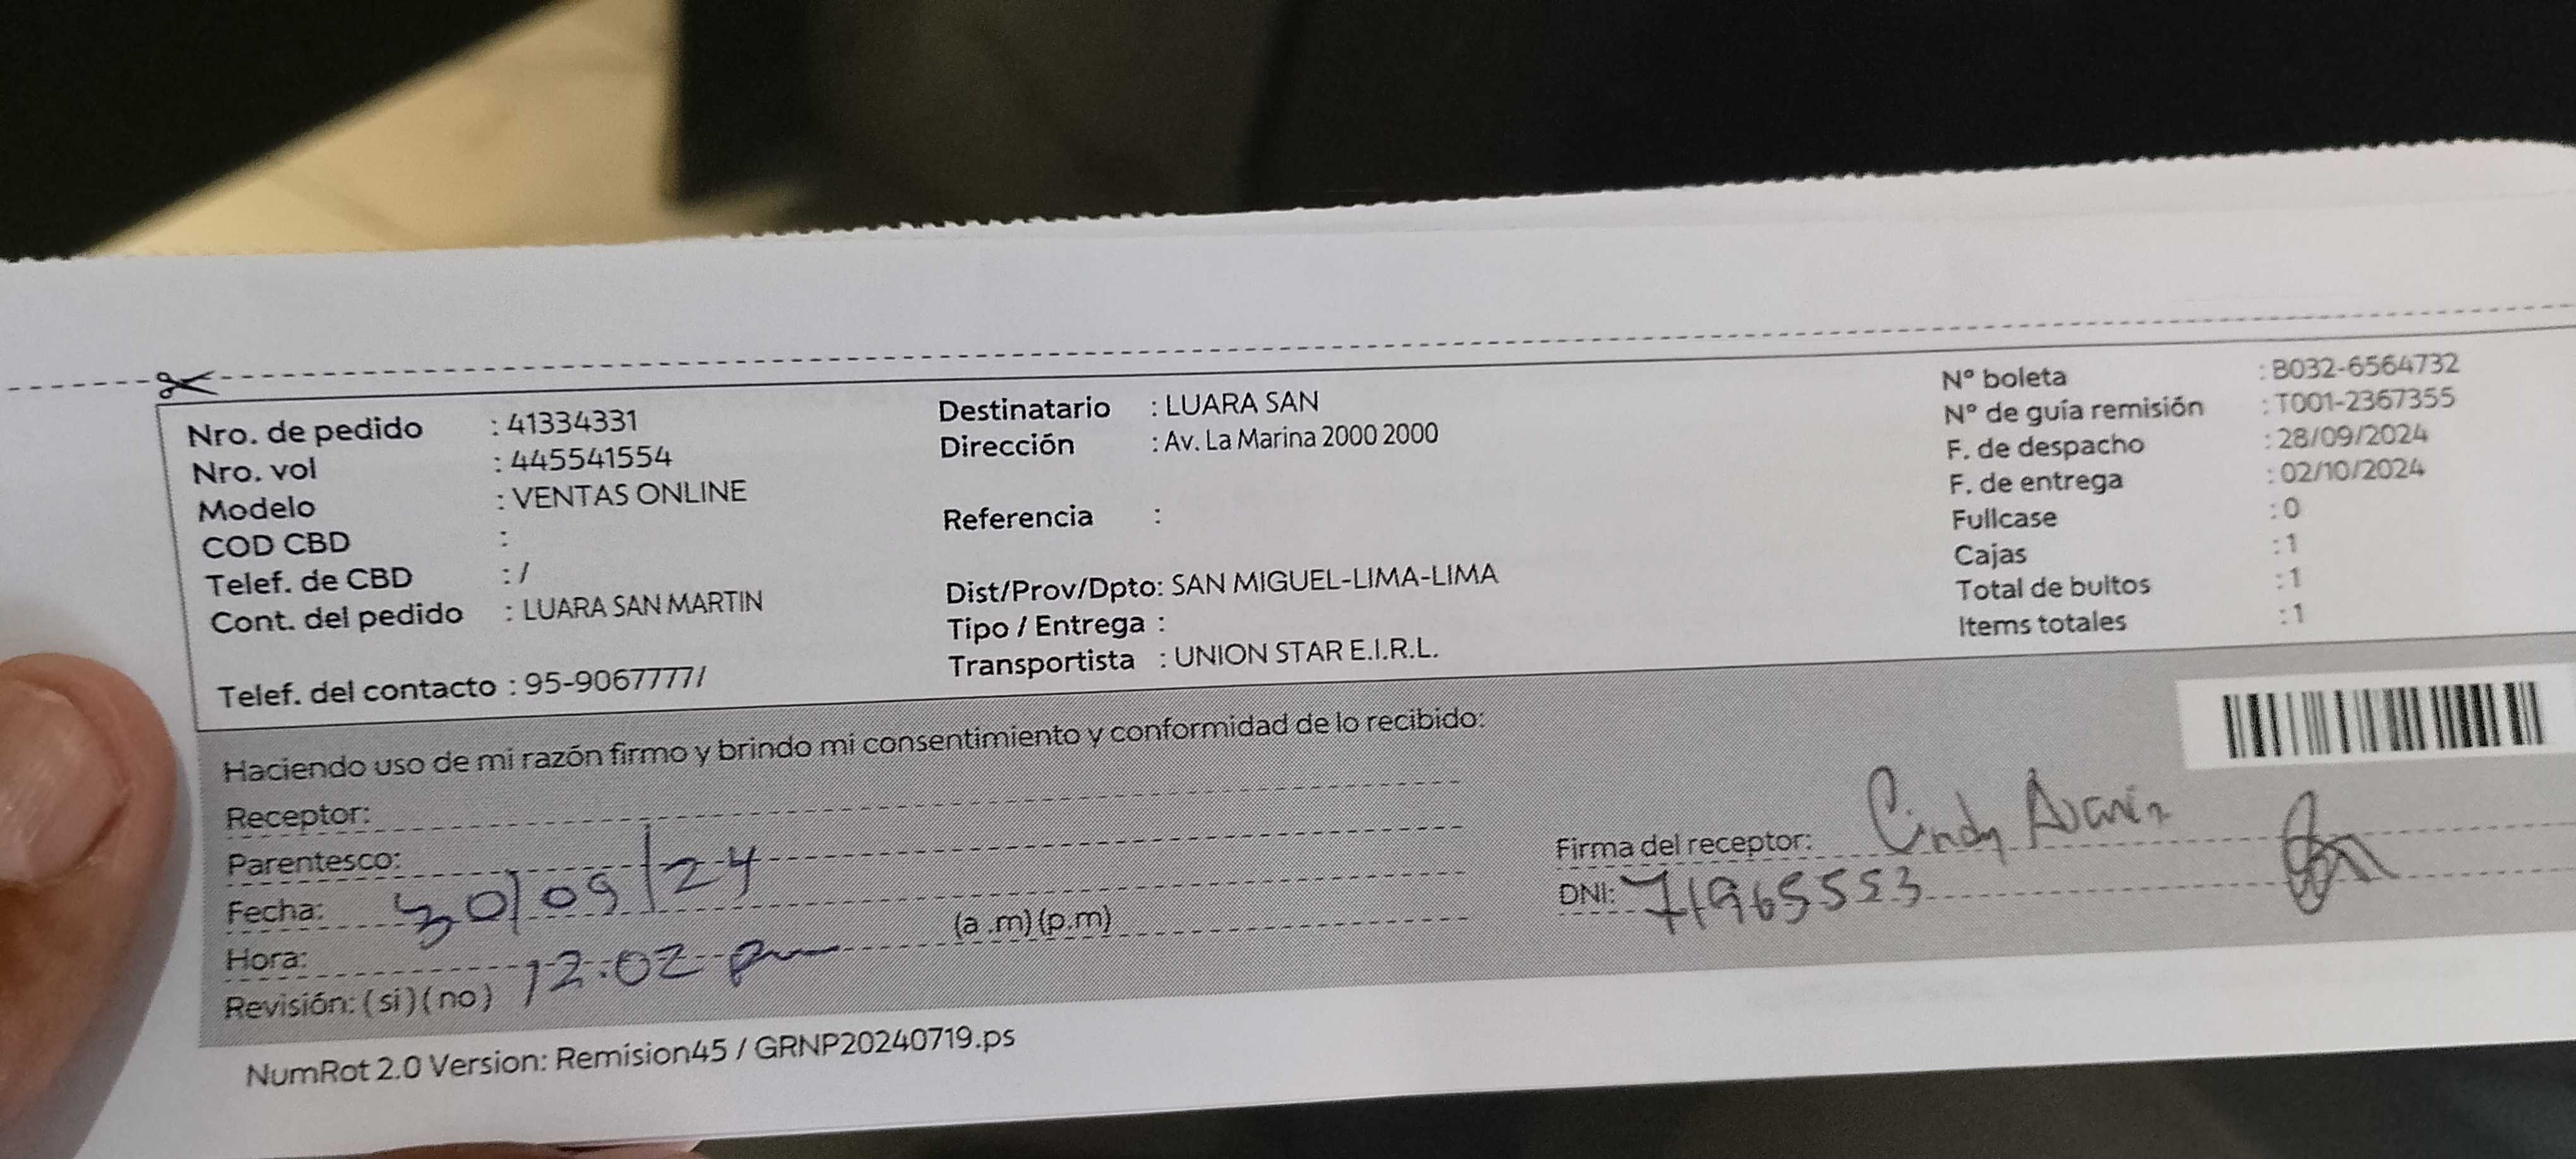 Nro. de pedido : 41334331
Nro. vol : 445541554
Modelo : VENTAS ONLINE
COD CBD :
Telef. de CBD : /
Cont. del pedido : LUARA SAN MARTIN
Telef. del contacto : 95-9067777/
Destinatario : LUARA SAN
Dirección : Av. La Marina 2000 2000
Referencia :
Dist/Prov/Dpto: SAN MIGUEL-LIMA-LIMA
Tipo / Entrega :
Transportista : UNION STAR E.I.R.L.
N° boleta : B032-6564732
N° de guía remisión : T001-2367355
F. de despacho : 28/09/2024
F. de entrega : 02/10/2024
Fullcase : 0
Cajas : 1
Total de bultos : 1
Items totales : 1
Haciendo uso de mi razón firmo y brindo mi consentimiento y conformidad de lo recibido:
Receptor:
Parentesco:
Fecha: 30/09/24
Hora: 12:02 pm (a .m) (p.m)
Revisión: (si) (no)
Firma del receptor: Cindy
DNI: 71965553
NumRot 2.0 Version: Remision45 / GRNP20240719.ps